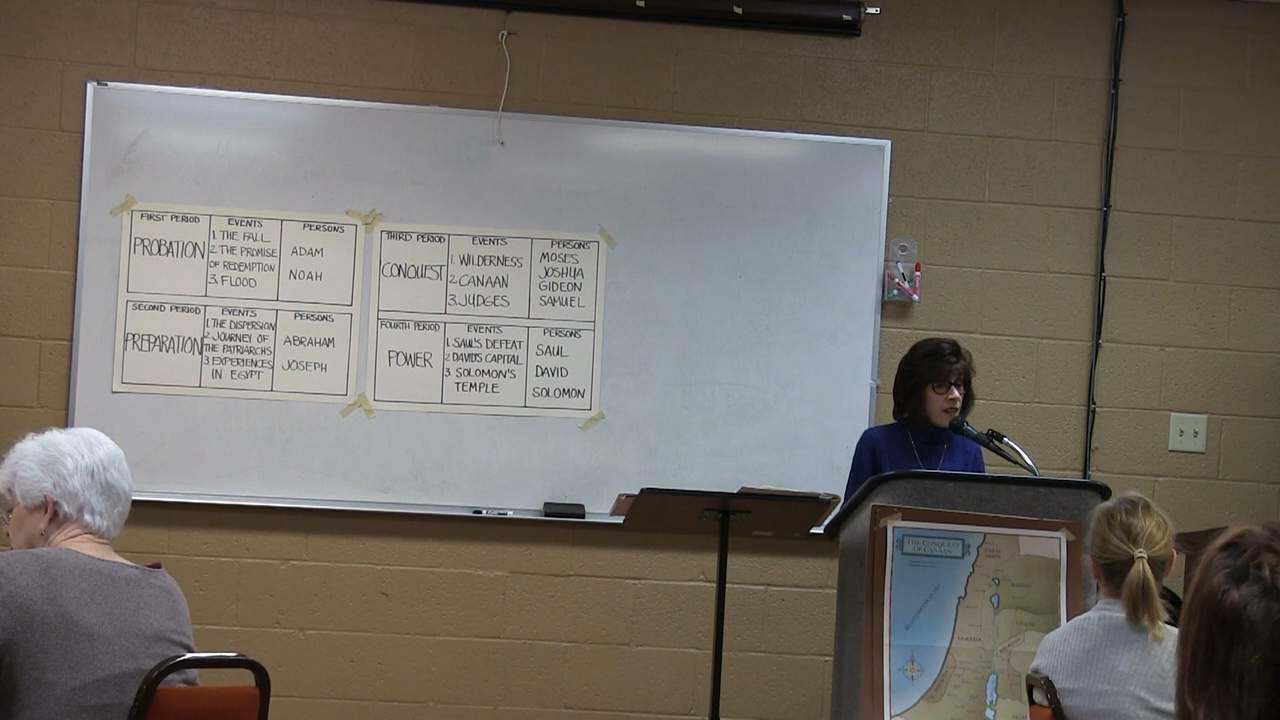 FIRST PERIOD
PROBATION
EVENTS
1. THE FALL
2. THE PROMISE
OF REDEMPTION
3. FLOOD
PERSONS
ADAM
NOAH
SECOND PERIOD
PREPARATION
EVENTS
1. THE DISPERSION
2. JOURNEY OF
THE PATRIARCHS
3 EXPERIENCES
IN EGYPT
PERSONS
ABRAHAM
JOSEPH
THIRD PERIOD
CONQUEST
EVENTS
1. WILDERNESS
2. CANAAN
3. JUDGES
PERSONS
MOSES
JOSHUA
GIDEON
SAMUEL
FOURTH PERIOD
POWER
EVENTS
1. SAUL'S DEFEAT
2. DAVID'S CAPITAL
3 SOLOMON'S
TEMPLE
PERSONS
SAUL
DAVID
SOLOMON
THE CONQUEST
OF CANAAN